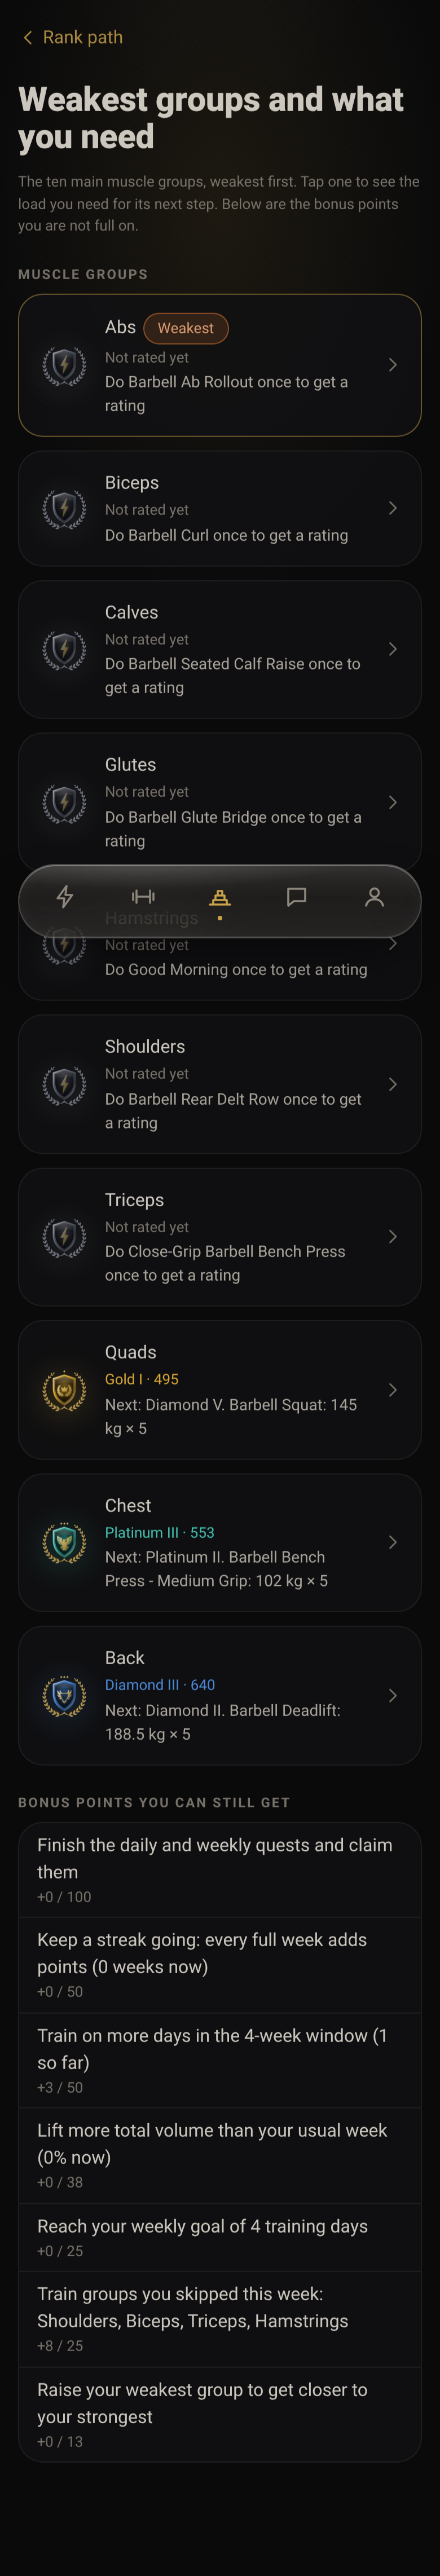 Rank path
Weakest groups and what
you need
The ten main muscle groups, weakest first. Tap one to see the
load you need for its next step. Below are the bonus points
you are not full on.
MUSCLE GROUPS
Abs Weakest
Not rated yet
Do Barbell Ab Rollout once to get a
rating
Biceps
Not rated yet
Do Barbell Curl once to get a rating
Calves
Not rated yet
Do Barbell Seated Calf Raise once to
get a rating
Glutes
Not rated yet
Do Barbell Glute Bridge once to get a
rating
Hamstrings
Not rated yet
Do Good Morning once to get a rating
Shoulders
Not rated yet
Do Barbell Rear Delt Row once to get
a rating
Triceps
Not rated yet
Do Close-Grip Barbell Bench Press
once to get a rating
Quads
Gold I · 495
Next: Diamond V. Barbell Squat: 145
kg × 5
Chest
Platinum III · 553
Next: Platinum II. Barbell Bench
Press - Medium Grip: 102 kg × 5
Back
Diamond III · 640
Next: Diamond II. Barbell Deadlift:
188.5 kg × 5
BONUS POINTS YOU CAN STILL GET
Finish the daily and weekly quests and claim
them
+0 / 100
Keep a streak going: every full week adds
points (0 weeks now)
+0 / 50
Train on more days in the 4-week window (1
so far)
+3 / 50
Lift more total volume than your usual week
(0% now)
+0 / 38
Reach your weekly goal of 4 training days
+0 / 25
Train groups you skipped this week:
Shoulders, Biceps, Triceps, Hamstrings
+8 / 25
Raise your weakest group to get closer to
your strongest
+0 / 13